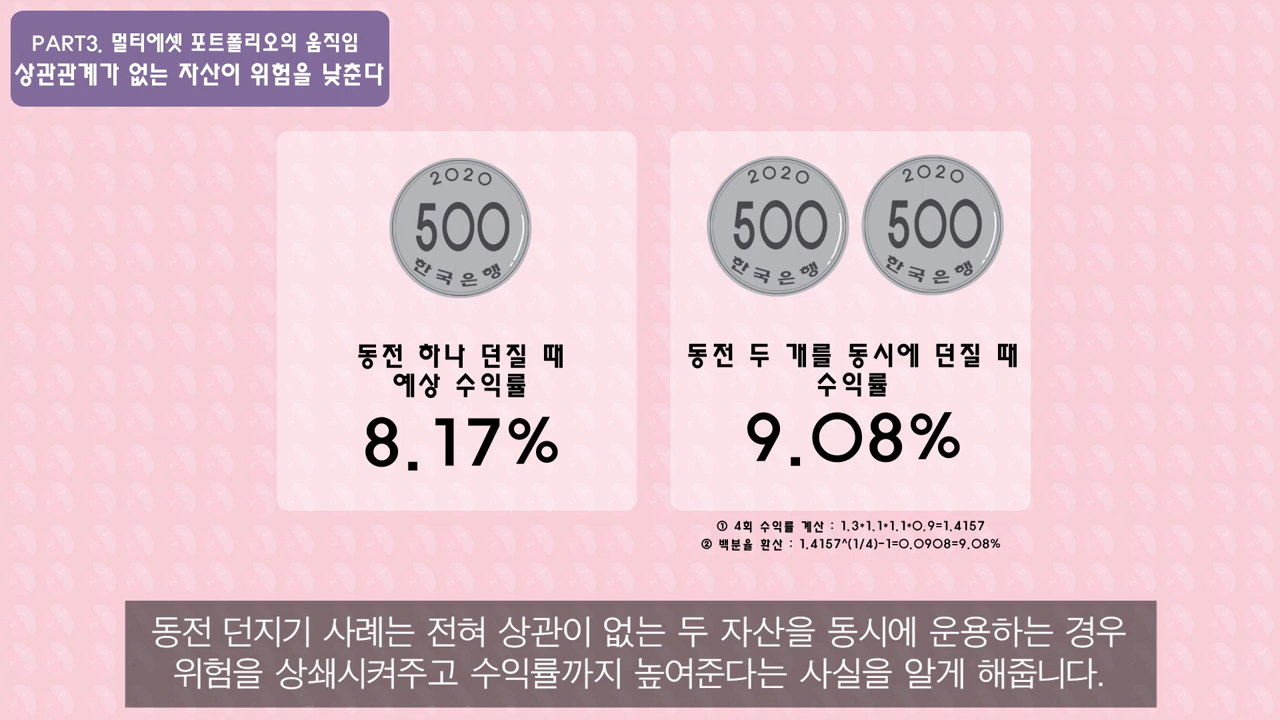 PART3. 멀티에셋 포트폴리오의 움직임
상관관계가 없는 자산이 위험을 낮춘다
2020
500
한국은행
동전 하나 던질 때
예상 수익률
8.17%
2020
500
한국은행
2020
500
한국은행
동전 두 개를 동시에 던질 때
수익률
9.08%
① 4회 수익률 계산 : 1.3*1.1*1.1*0.9=1.4157
② 백분율 환산 : 1.4157^(1/4)-1=0.0908=9.08%
동전 던지기 사례는 전혀 상관이 없는 두 자산을 동시에 운용하는 경우
위험을 상쇄시켜주고 수익률까지 높여준다는 사실을 알게 해줍니다.